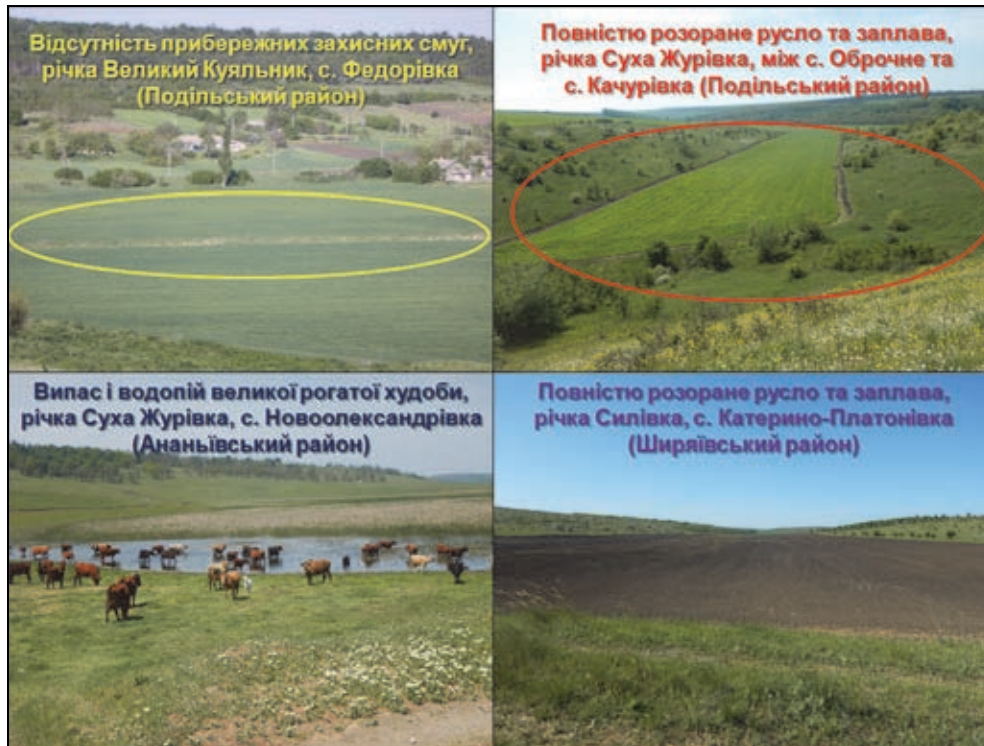 Відсутність прибережних захисних смуг,
річка Великий Куяльник, с. Федорівка
(Подільський район)
Повністю розоране русло та заплава,
річка Суха Журівка, між с. Оброчне та
с. Качурівка (Подільський район)
Випас і водопій великої рогатої худоби,
річка Суха Журівка, с. Новоолександрівка
(Ананьївський район)
Повністю розоране русло та заплава,
річка Силівка, с. Катерино-Платонівка
(Ширяївський район)